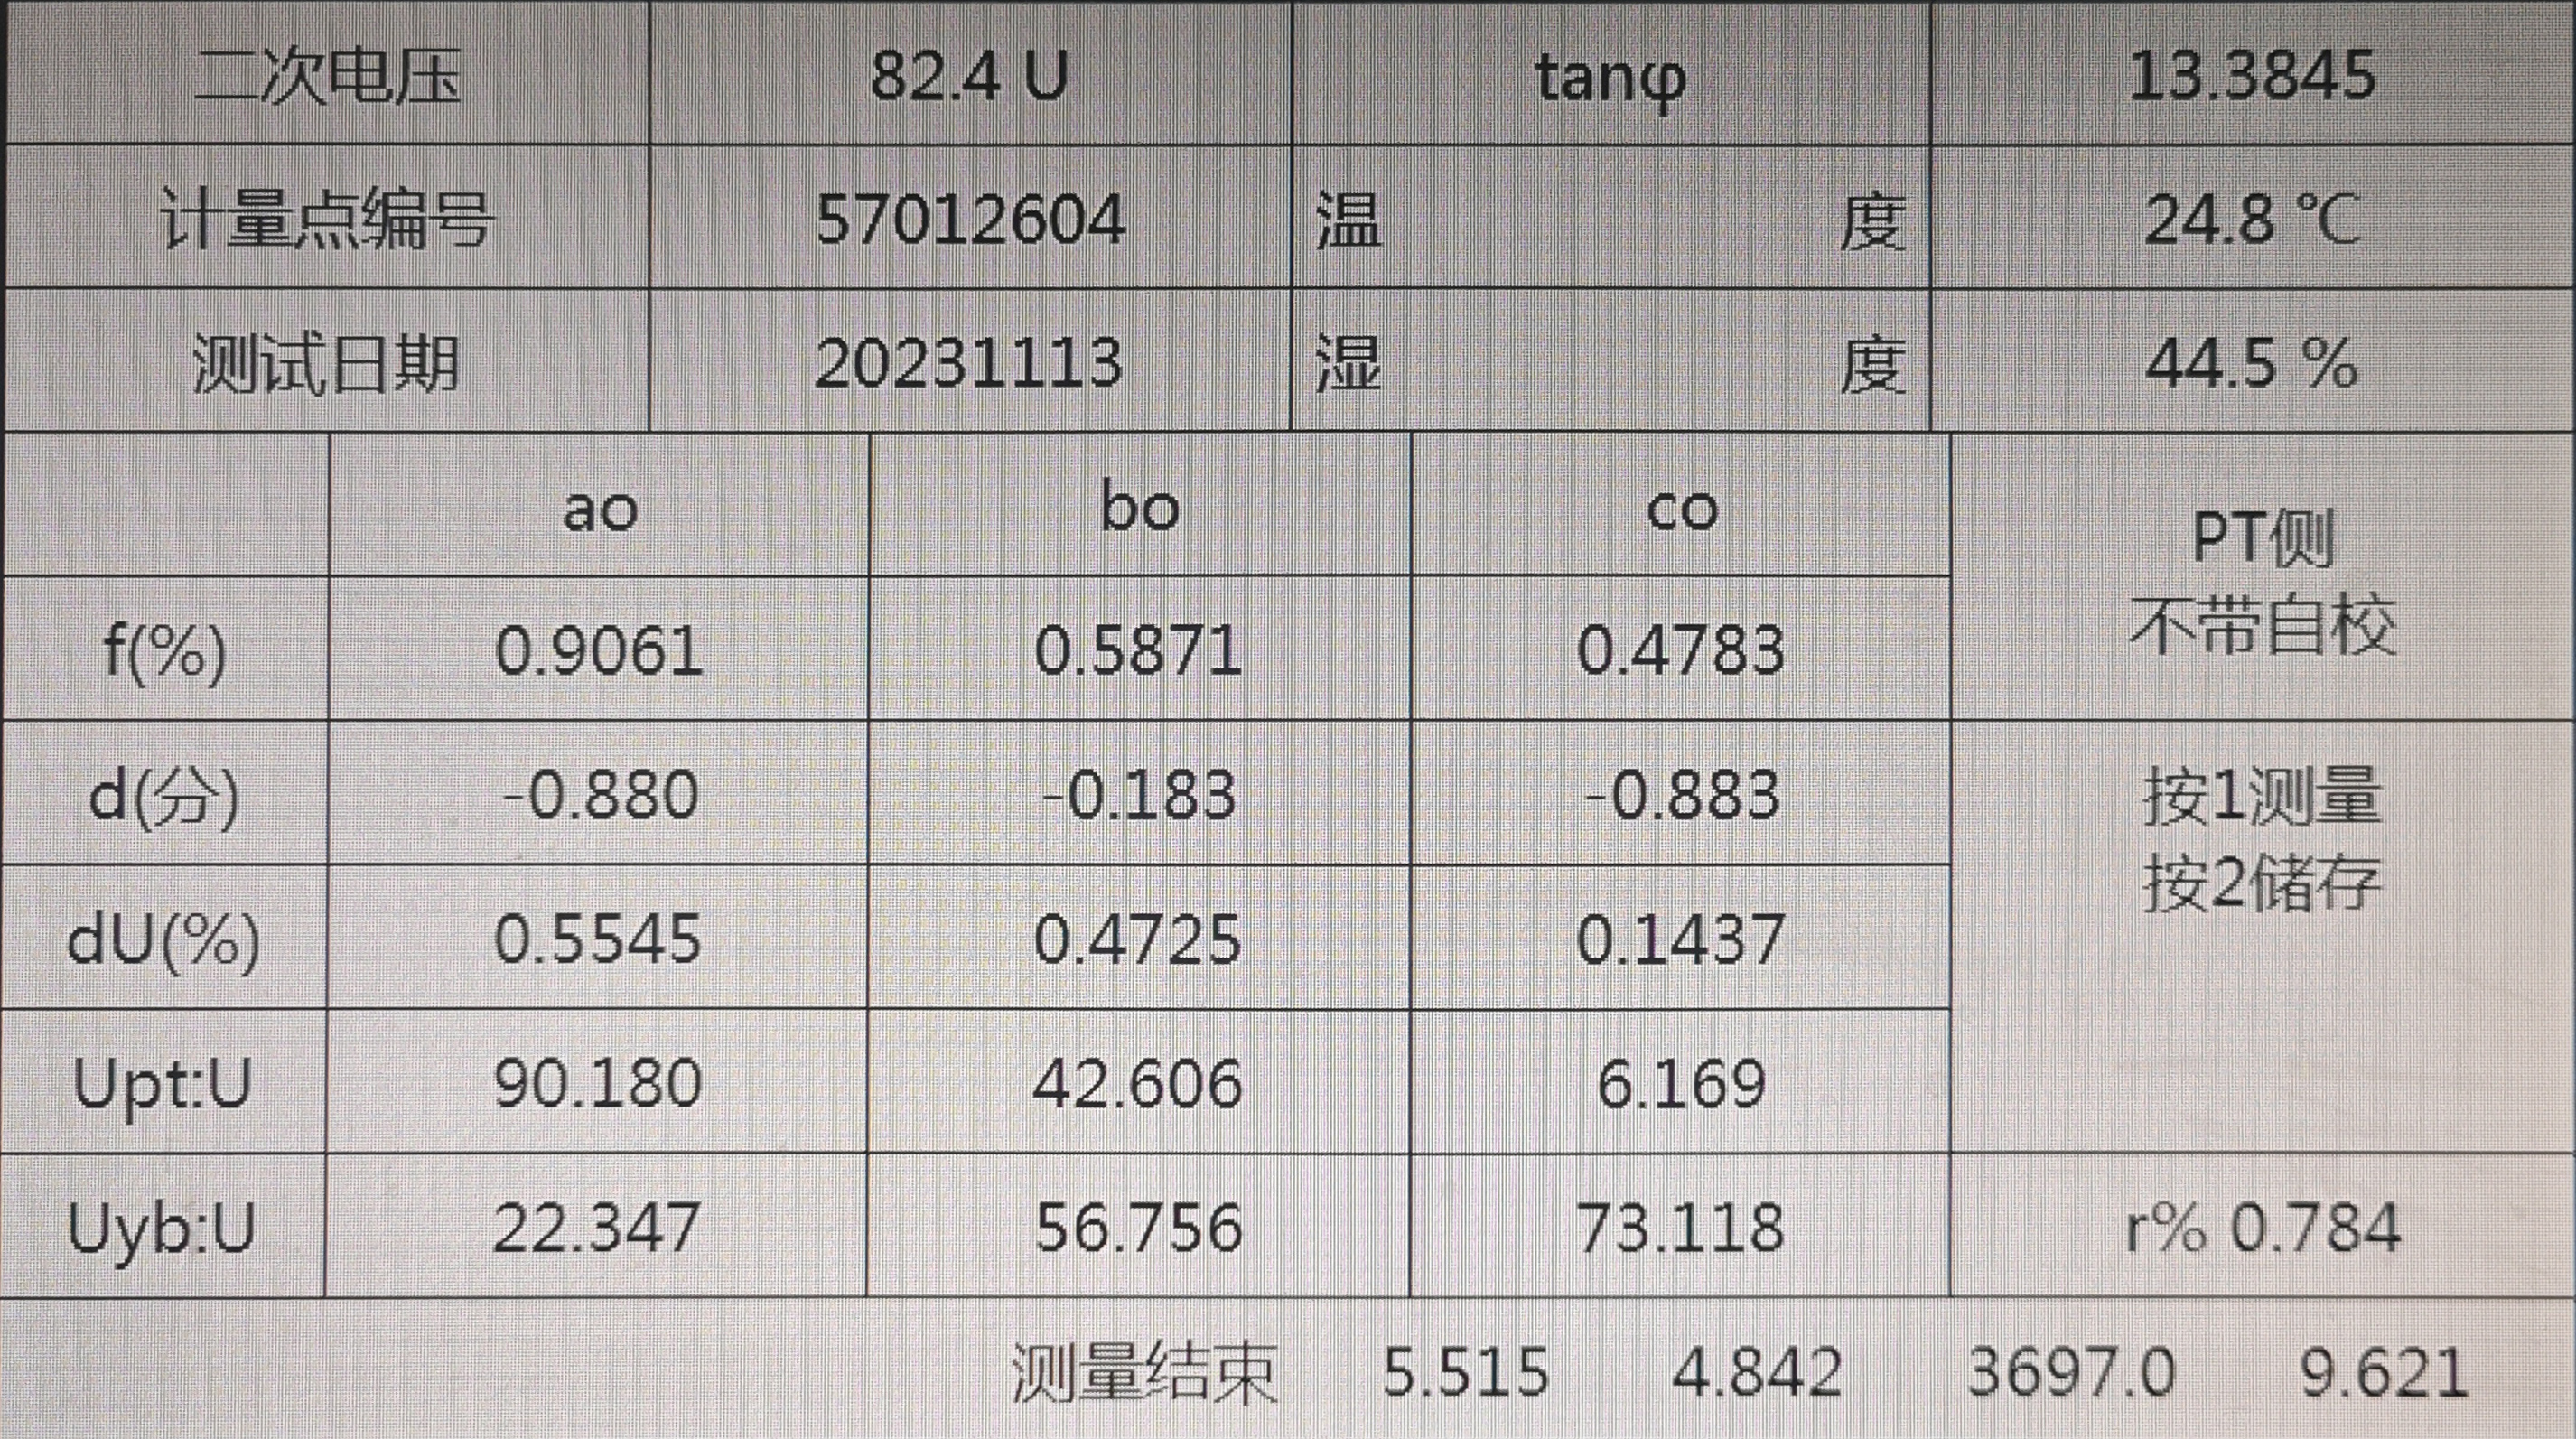 二次电压 82.4 U tanφ 13.3845
计量点编号 57012604 温 度 24.8 ℃
测试日期 20231113 湿 度 44.5 %
ao bo co
PT侧
不带自校
f(%) 0.9061 0.5871 0.4783
d(分) -0.880 -0.183 -0.883
按1测量
按2储存
dU(%) 0.5545 0.4725 0.1437
Upt:U 90.180 42.606 6.169
Uyb:U 22.347 56.756 73.118 r% 0.784
测量结束 5.515 4.842 3697.0 9.621